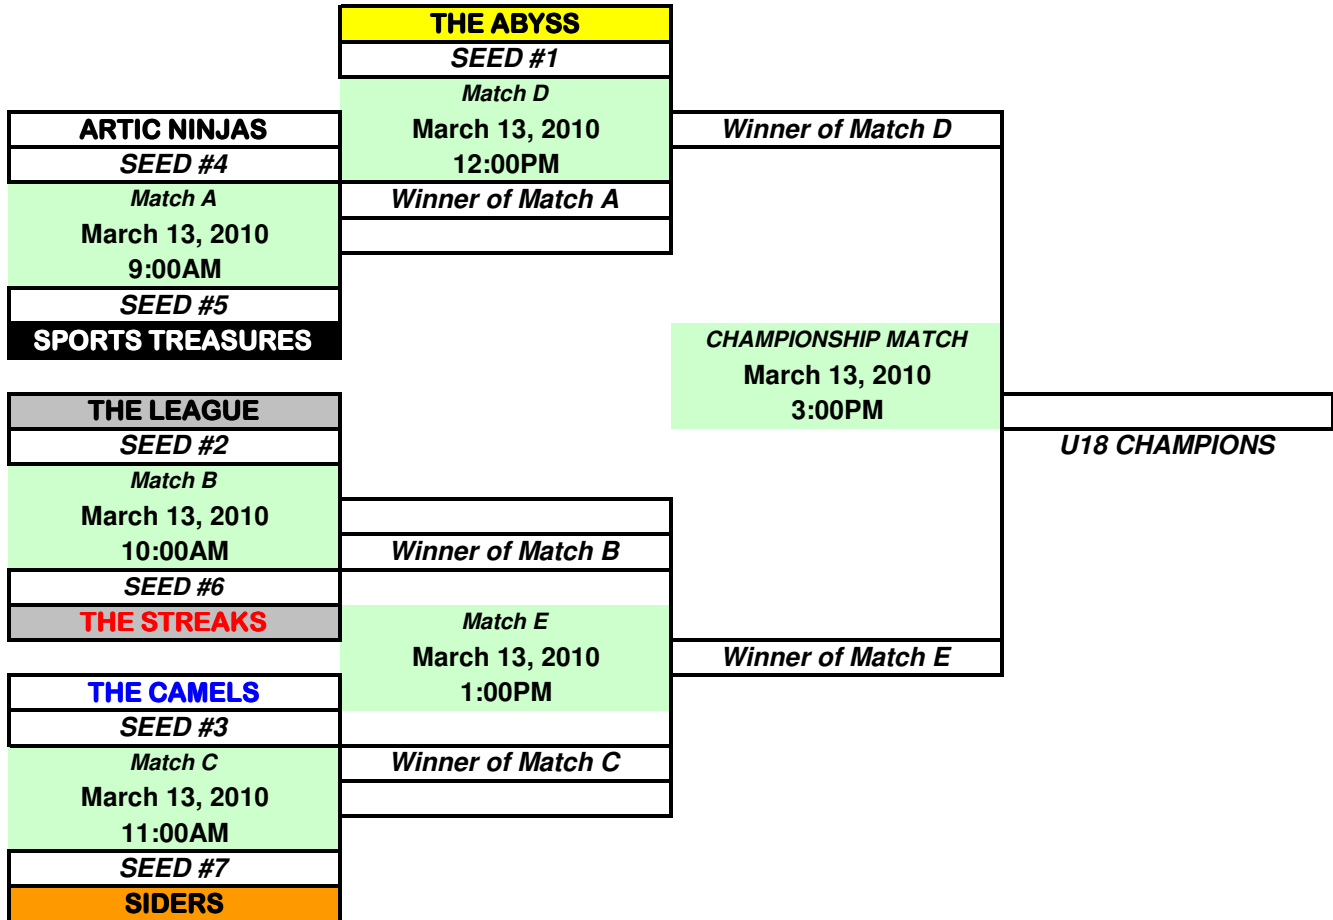 THE ABYSS
SEED #1
Match D
March 13, 2010
12:00PM
Winner of Match A
ARTIC NINJAS
SEED #4
Match A
March 13, 2010
9:00AM
SEED #5
SPORTS TREASURES
Winner of Match D
CHAMPIONSHIP MATCH
March 13, 2010
3:00PM
U18 CHAMPIONS
THE LEAGUE
SEED #2
Match B
March 13, 2010
10:00AM
SEED #6
THE STREAKS
Winner of Match B
Match E
March 13, 2010
1:00PM
Winner of Match C
Winner of Match E
THE CAMELS
SEED #3
Match C
March 13, 2010
11:00AM
SEED #7
SIDERS